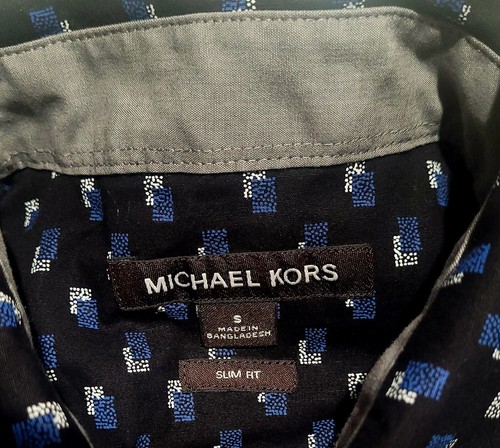 MICHAEL KORS
S
MADE IN
BANGLADESH
SLIM FIT